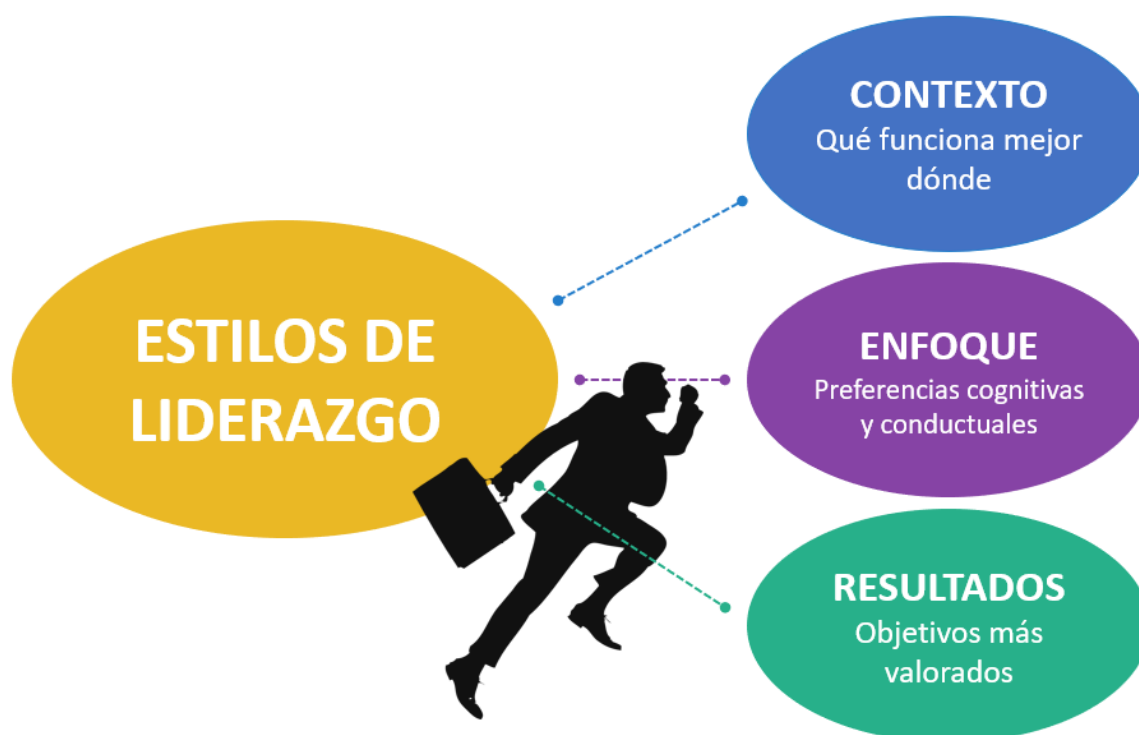 ESTILOS DE
LIDERAZGO
CONTEXTO
Qué funciona mejor
dónde
ENFOQUE
Preferencias cognitivas
y conductuales
RESULTADOS
Objetivos más
valorados